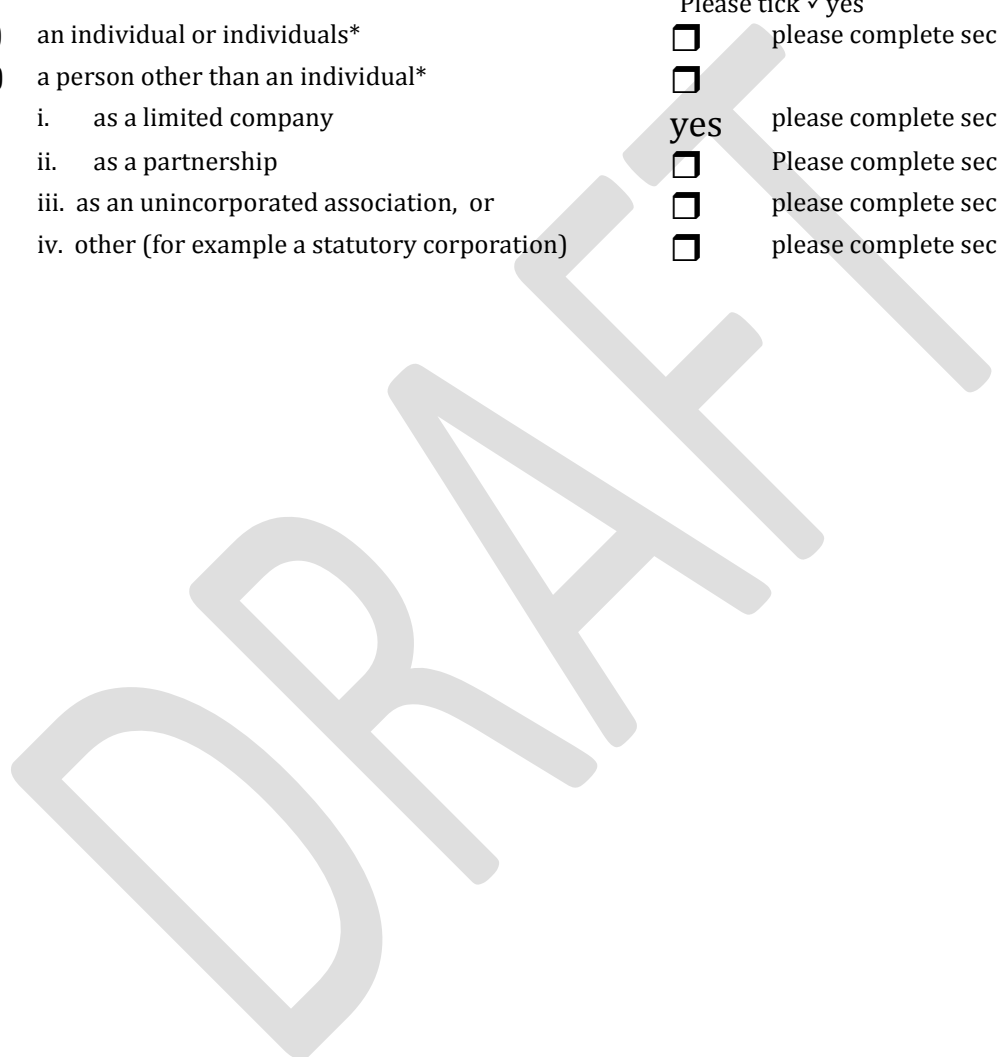 Please tick ✓ yes
) an individual or individuals* ☐ please complete sec
) a person other than an individual* ☐
i. as a limited company yes please complete sec
ii. as a partnership ☐ Please complete sec
iii. as an unincorporated association, or ☐ please complete sec
iv. other (for example a statutory corporation) ☐ please complete sec
DRAFT